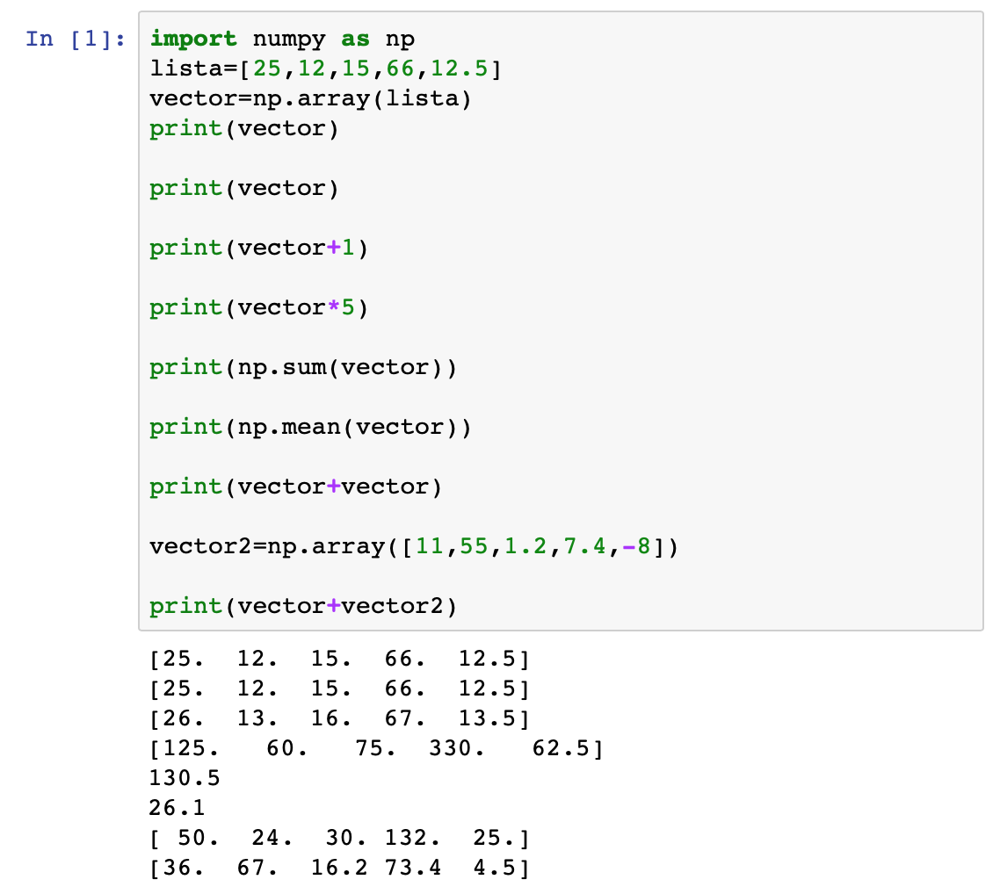 In [1]:
import numpy as np
lista=[25,12,15,66,12.5]
vector=np.array(lista)
print(vector)
print(vector)
print(vector+1)
print(vector*5)
print(np.sum(vector))
print(np.mean(vector))
print(vector+vector)
vector2=np.array([11,55,1.2,7.4,-8])
print(vector+vector2)
[25.  12.  15.  66.  12.5]
[25.  12.  15.  66.  12.5]
[26.  13.  16.  67.  13.5]
[125.   60.   75.  330.   62.5]
130.5
26.1
[ 50.  24.  30. 132.  25.]
[36.  67.  16.2 73.4  4.5]